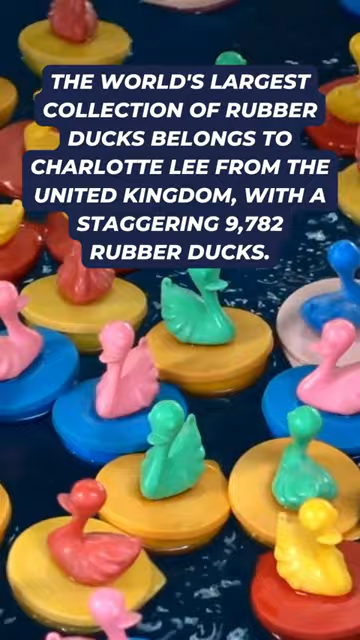 THE WORLD'S LARGEST
COLLECTION OF RUBBER
DUCKS BELONGS TO
CHARLOTTE LEE FROM THE
UNITED KINGDOM, WITH A
STAGGERING 9,782
RUBBER DUCKS.